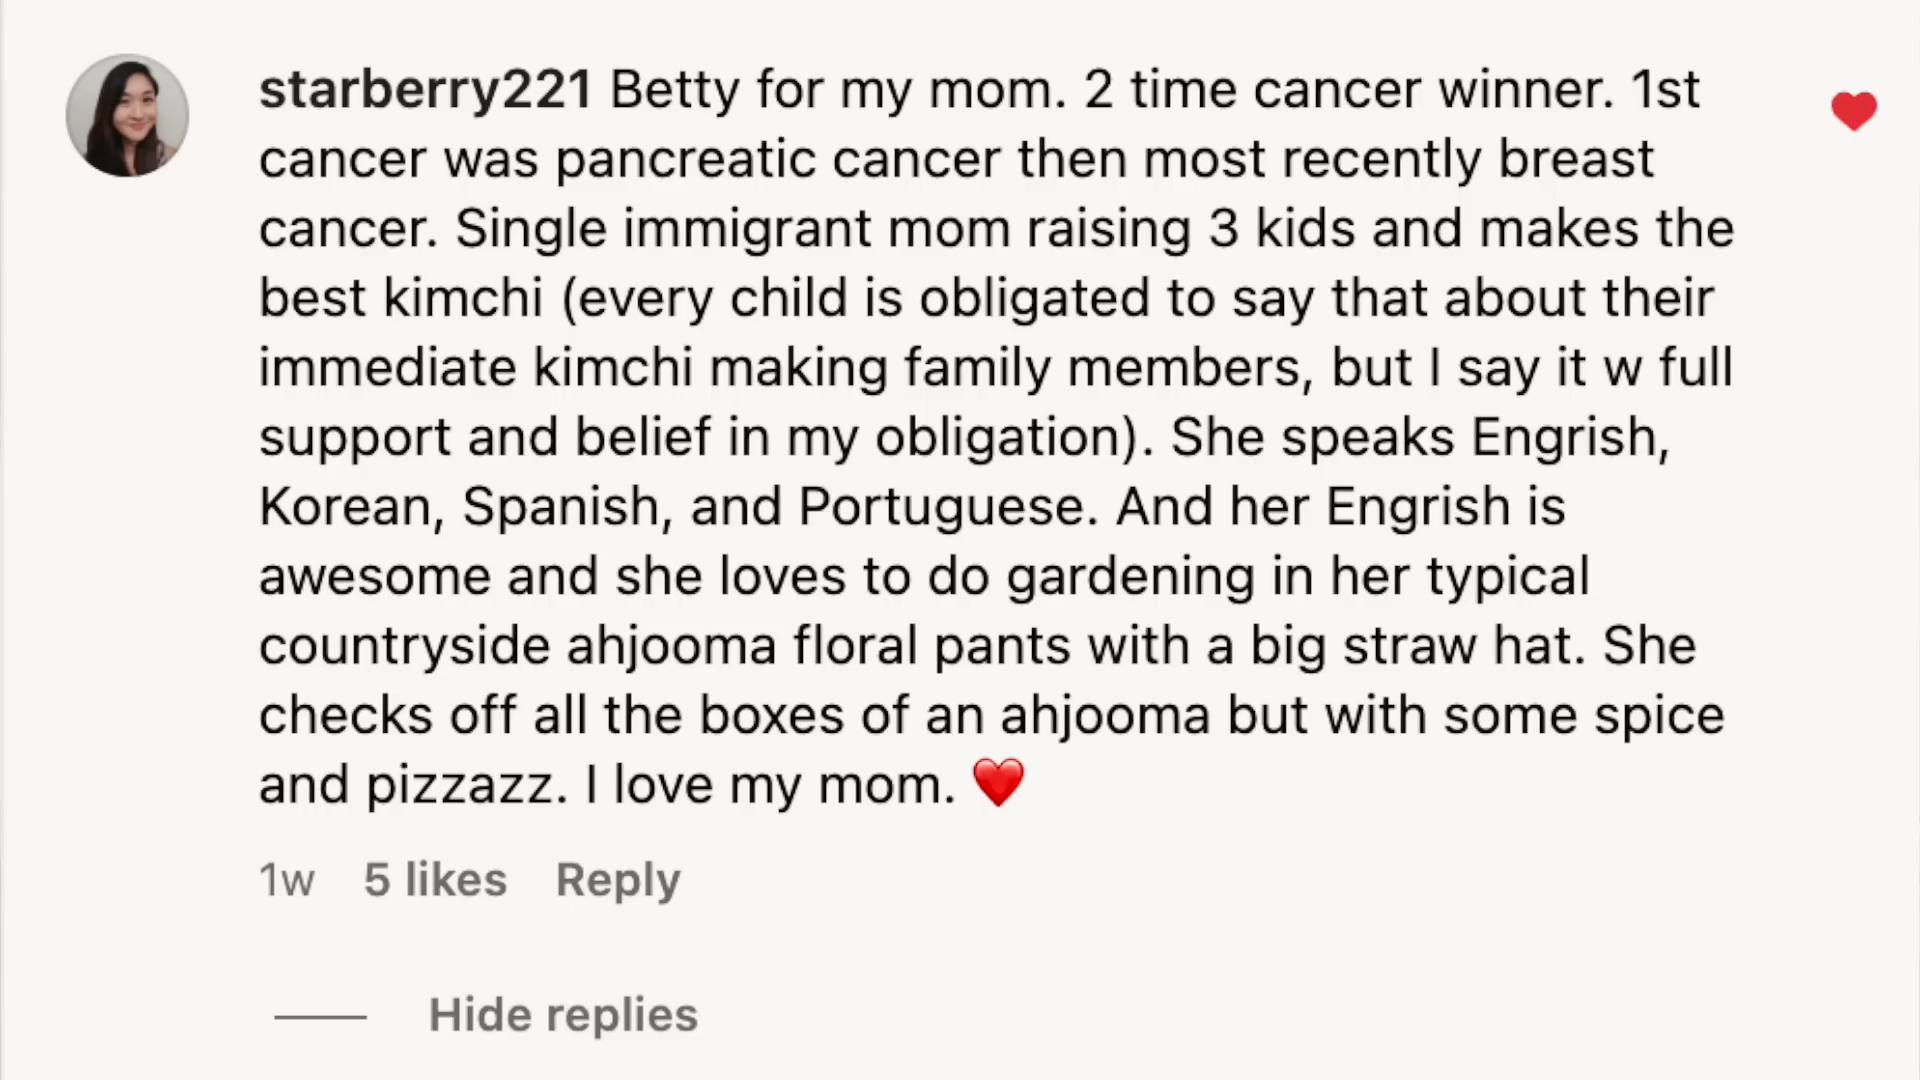 starberry221 Betty for my mom. 2 time cancer winner. 1st
cancer was pancreatic cancer then most recently breast
cancer. Single immigrant mom raising 3 kids and makes the
best kimchi (every child is obligated to say that about their
immediate kimchi making family members, but I say it w full
support and belief in my obligation). She speaks Engrish,
Korean, Spanish, and Portuguese. And her Engrish is
awesome and she loves to do gardening in her typical
countryside ahjooma floral pants with a big straw hat. She
checks off all the boxes of an ahjooma but with some spice
and pizzazz. I love my mom. ❤️
1w 5 likes Reply
Hide replies